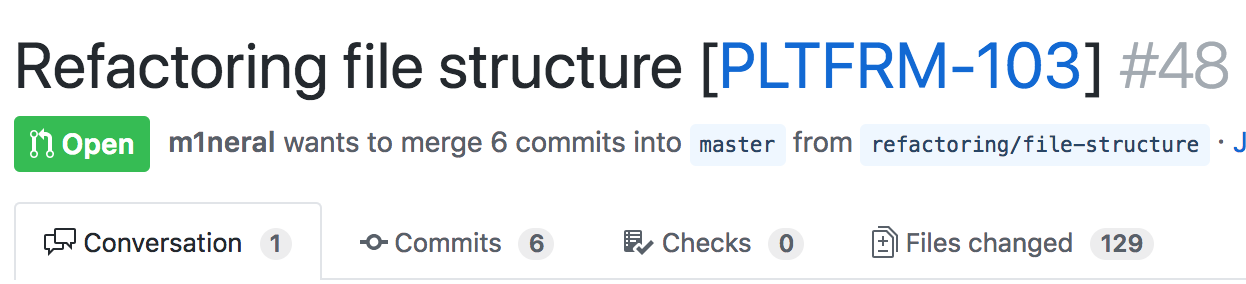 Refactoring file structure [PLTFRM-103] #48
Open m1neral wants to merge 6 commits into master from refactoring/file-structure · J
Conversation 1 Commits 6 Checks 0 Files changed 129